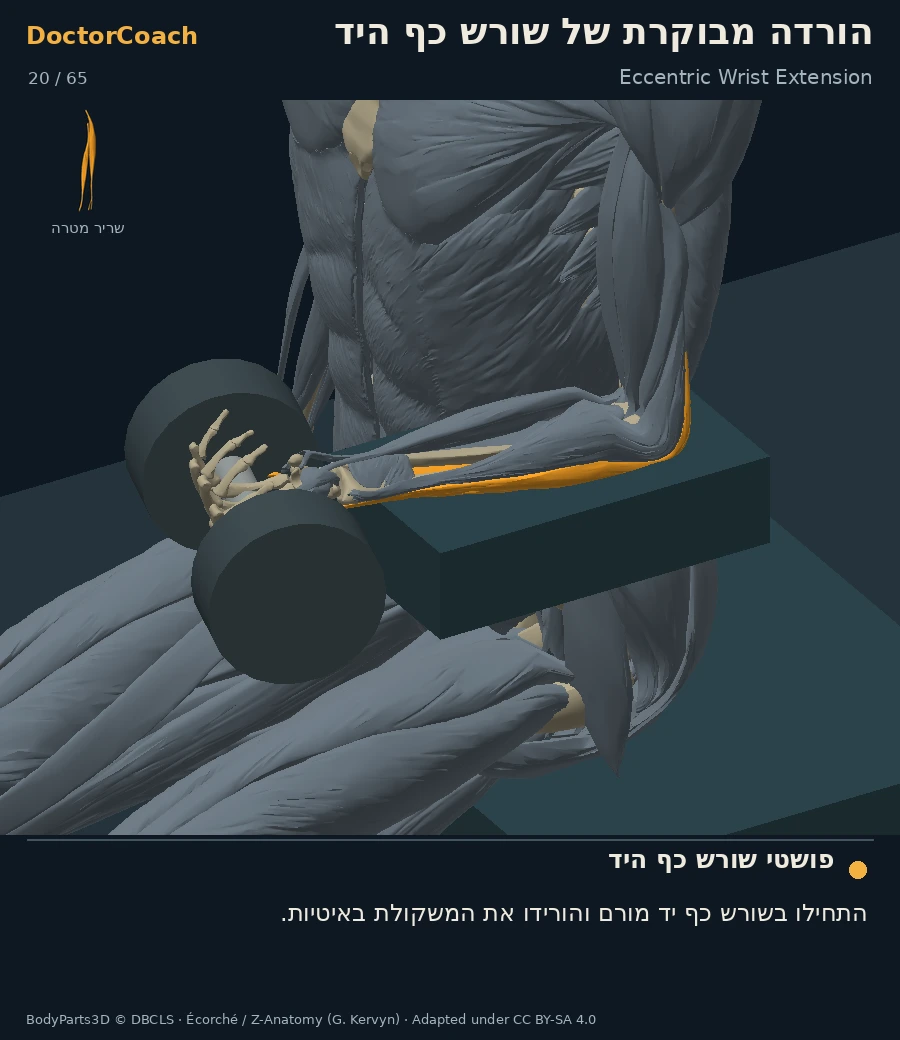 DoctorCoach
הורדה מבוקרת של שורש כף היד
20 / 65
Eccentric Wrist Extension
שריר מטרה
פושטי שורש כף היד
התחילו בשורש כף יד מורם והורידו את המשקולת באיטיות.
BodyParts3D © DBCLS · Écorché / Z-Anatomy (G. Kervyn) · Adapted under CC BY-SA 4.0